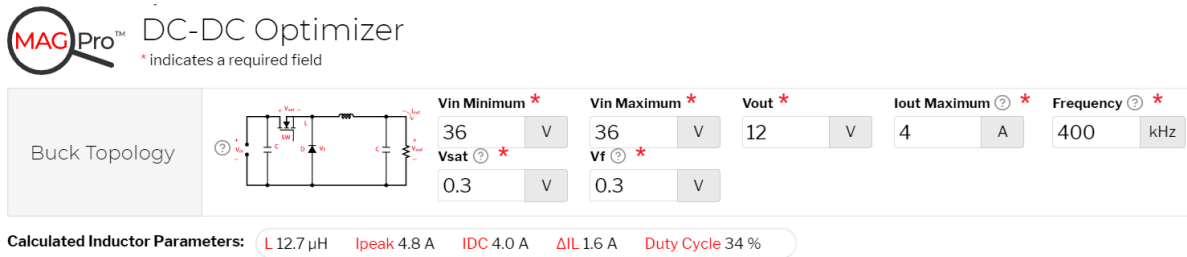 MAG Pro™ DC-DC Optimizer
* indicates a required field
Vin Minimum * Vin Maximum * Vout * Iout Maximum ? * Frequency ? *
36 V 36 V 12 V 4 A 400 kHz
Buck Topology ?
Vsat ? * Vf ? *
0.3 V 0.3 V
Calculated Inductor Parameters: L 12.7 µH Ipeak 4.8 A IDC 4.0 A ΔIL 1.6 A Duty Cycle 34 %